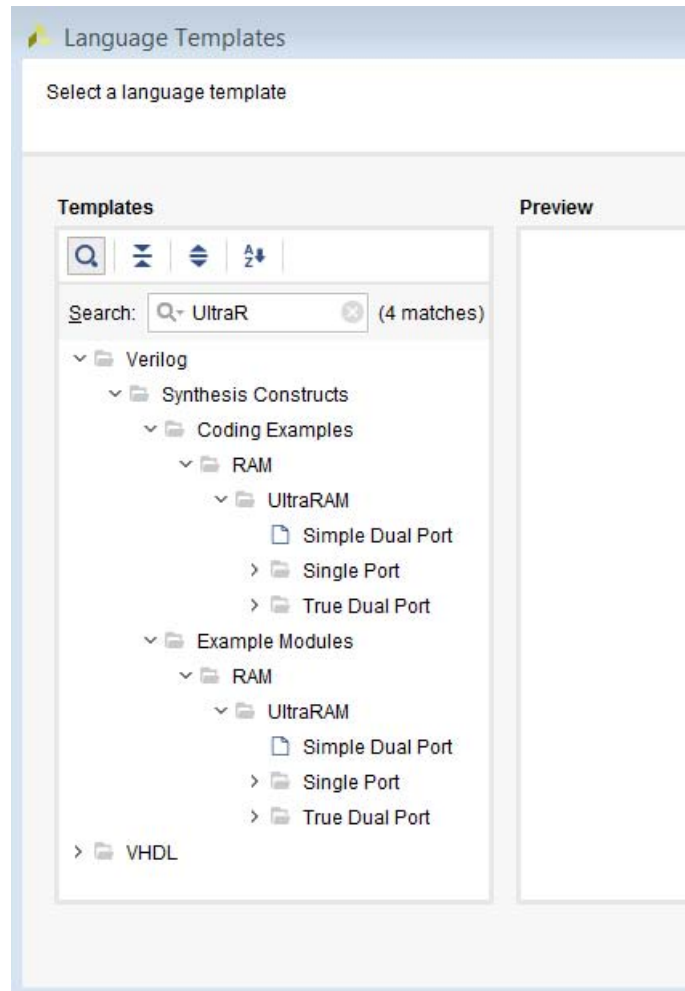 Language Templates
Select a language template
Templates
Preview
Search: UltraR (4 matches)
Verilog
Synthesis Constructs
Coding Examples
RAM
UltraRAM
Simple Dual Port
Single Port
True Dual Port
Example Modules
RAM
UltraRAM
Simple Dual Port
Single Port
True Dual Port
VHDL